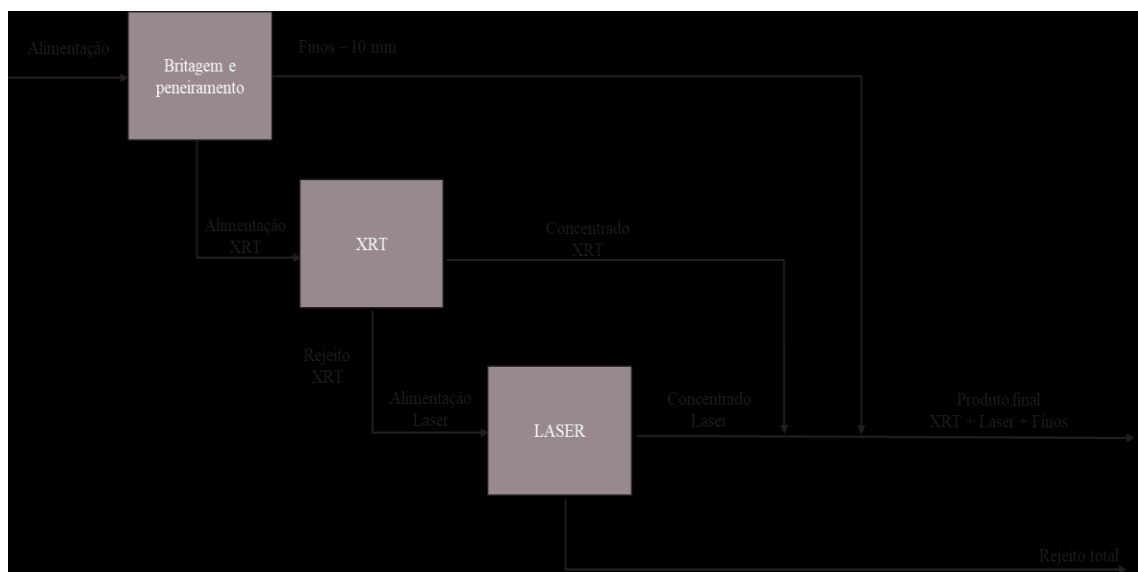 Alimentação
Finos – 10 mm
Britagem e
peneiramento
Alimentação
XRT
XRT
Concentrado
XRT
Rejeito
XRT
Alimentação
Laser
LASER
Concentrado
Laser
Produto final
XRT + Laser + Finos
Rejeito total